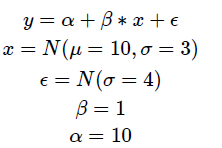 y = α + β * x + ϵ
x = N(μ = 10, σ = 3)
ϵ = N(σ = 4)
β = 1
α = 10